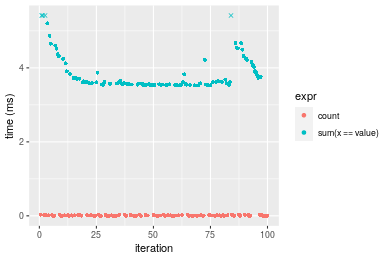 4
2
0
0
25
50
75
100
iteration
time (ms)
expr
count
sum(x == value)